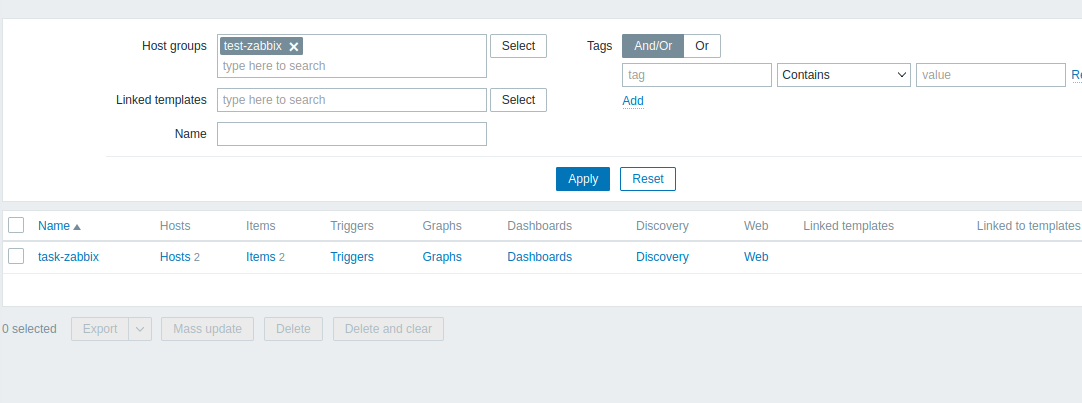 Host groups test-zabbix Select Tags And/Or Or
type here to search
tag Contains value Re
Linked templates type here to search Select Add
Name
Apply Reset
Name Hosts Items Triggers Graphs Dashboards Discovery Web Linked templates Linked to templates
task-zabbix Hosts 2 Items 2 Triggers Graphs Dashboards Discovery Web
0 selected Export Mass update Delete Delete and clear